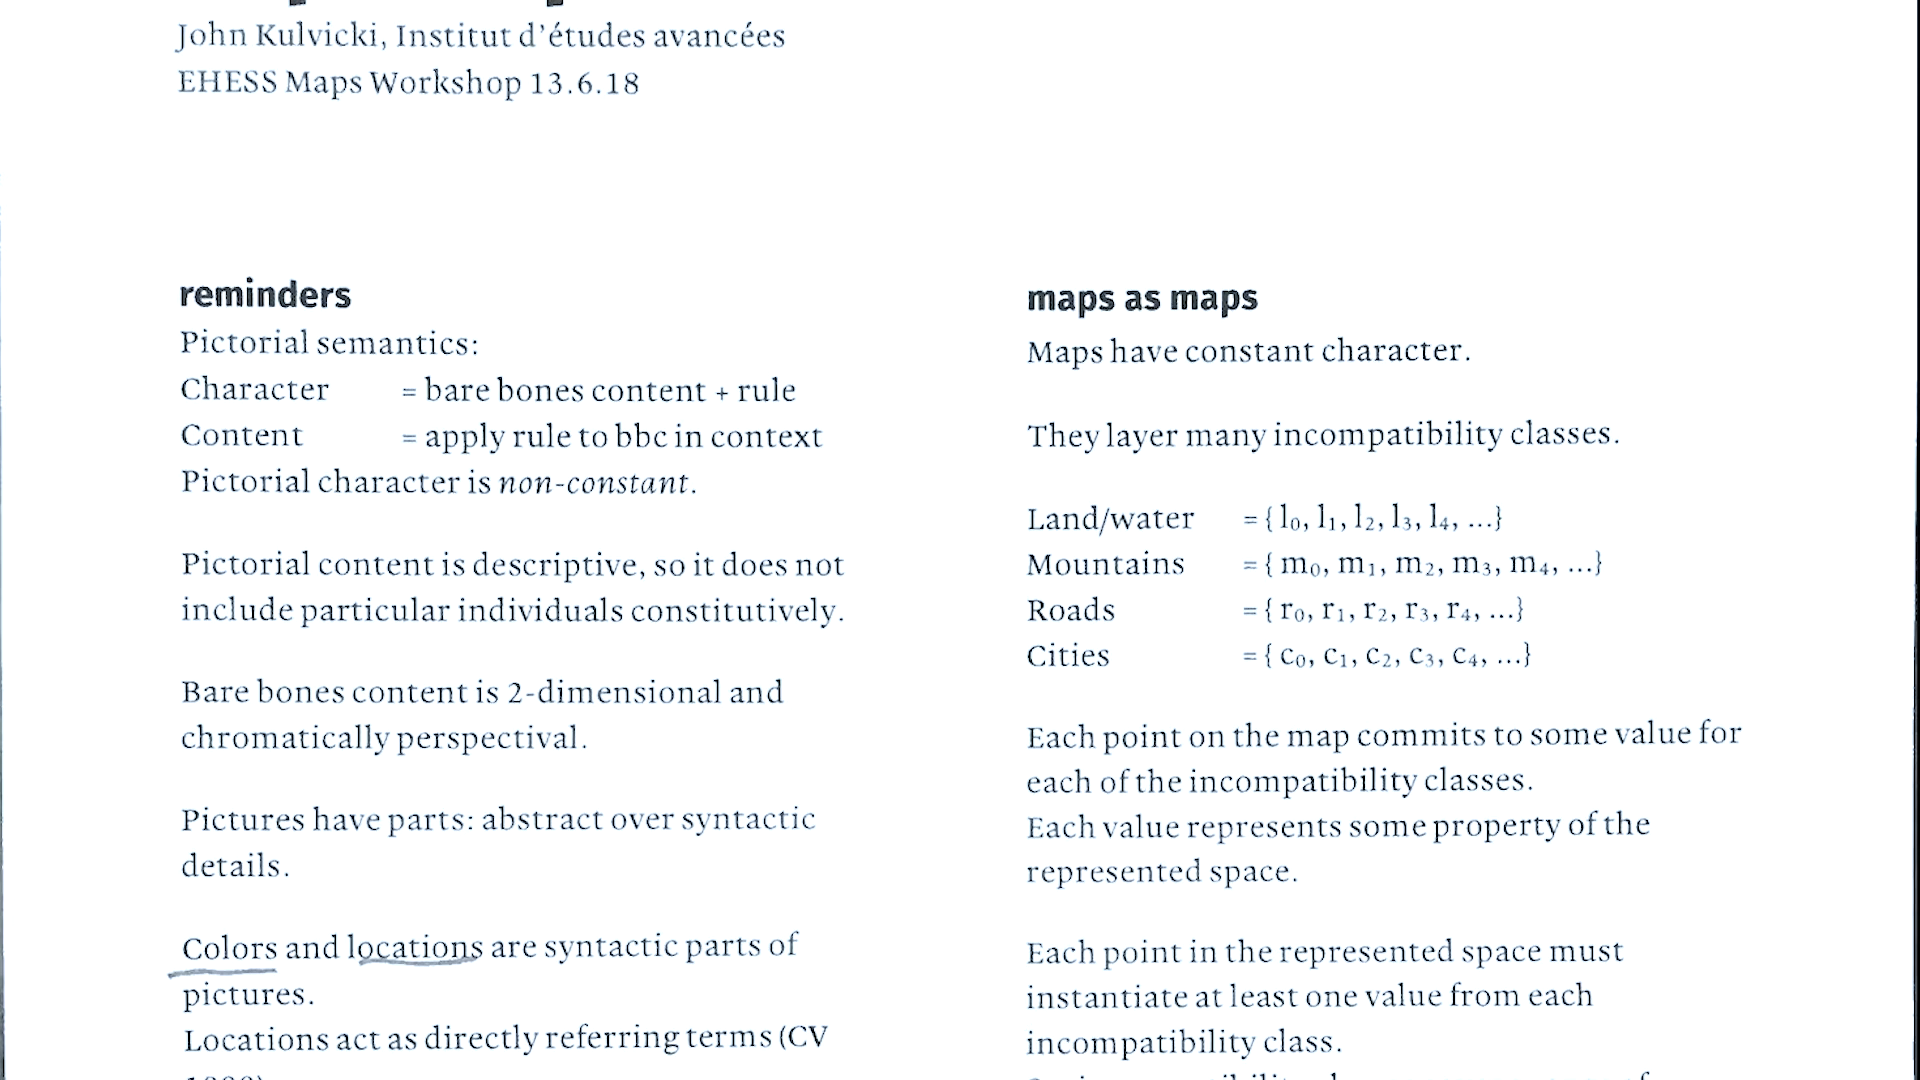 John Kulvicki, Institut d'études avancées
EHESS Maps Workshop 13.6.18
reminders
Pictorial semantics:
Character = bare bones content + rule
Content = apply rule to bbc in context
Pictorial character is non-constant.
Pictorial content is descriptive, so it does not
include particular individuals constitutively.
Bare bones content is 2-dimensional and
chromatically perspectival.
Pictures have parts: abstract over syntactic
details.
Colors and locations are syntactic parts of
pictures.
Locations act as directly referring terms (CV
maps as maps
Maps have constant character.
They layer many incompatibility classes.
Land/water = { l₀, l₁, l₂, l₃, l₄, ...}
Mountains = { m₀, m₁, m₂, m₃, m₄, ...}
Roads = { r₀, r₁, r₂, r₃, r₄, ...}
Cities = { c₀, c₁, c₂, c₃, c₄, ...}
Each point on the map commits to some value for
each of the incompatibility classes.
Each value represents some property of the
represented space.
Each point in the represented space must
instantiate at least one value from each
incompatibility class.